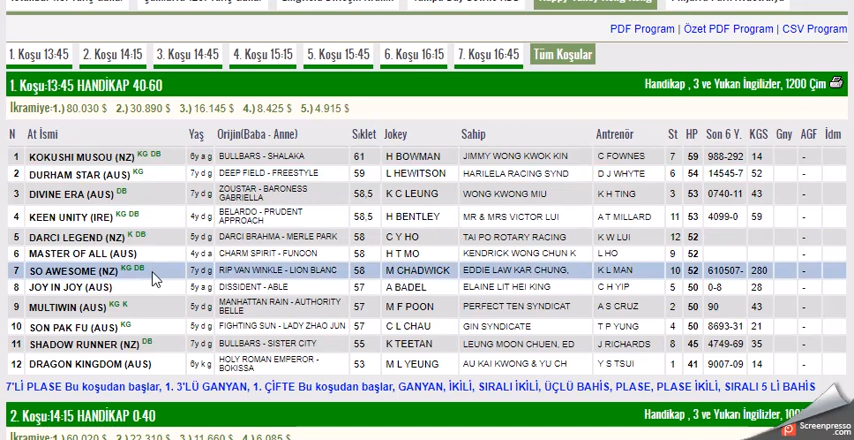 PDF Program | Özet PDF Program | CSV Program
1. Koşu 13:45 2. Koşu 14:15 3. Koşu 14:45 4. Koşu 15:15 5. Koşu 15:45 6. Koşu 16:15 7. Koşu 16:45 Tüm Koşular
1. Koşu:13:45 HANDİKAP 40-60 Handikap , 3 ve Yukarı İngilizler, 1200 Çim
İkramiye:1.) 80.030 $ 2.) 30.890 $ 3.) 16.145 $ 4.) 8.425 $ 5.) 4.915 $
N At İsmi Yaş Orijin(Baba - Anne) Sıklet Jokey Sahip Antrenör St HP Son 6 Y. KGS Gny AGF İdm
1 KOKUSHI MUSOU (NZ) KG DB 6y a g BULLBARS - SHALAKA 61 H BOWMAN JIMMY WONG KWOK KIN C FOWNES 7 59 988-292 14 -
2 DURHAM STAR (AUS) KG 7y d g DEEP FIELD - FREESTYLE 59 L HEWITSON HARILELA RACING SYND D J WHYTE 6 54 14545-7 52 -
3 DIVINE ERA (AUS) DB 7y d g ZOUSTAR - BARONESS GABRIELLA 58,5 K C LEUNG WONG KWONG MIU K H TING 3 53 0740-11 43 -
4 KEEN UNITY (IRE) KG DB 4y d g BELARDO - PRUDENT APPROACH 58,5 H BENTLEY MR & MRS VICTOR LUI A T MILLARD 11 53 4099-0 59 -
5 DARCI LEGEND (NZ) K DB 5y d g DARCI BRAHMA - MERLE PARK 58 C Y HO TAI PO ROTARY RACING K W LUI 12 52 -
6 MASTER OF ALL (AUS) 4y d a CHARM SPIRIT - FUNOON 58 H T MO KENDRICK WONG CHUN K L HO 9 52 -
7 SO AWESOME (NZ) KG DB 7y d g RIP VAN WINKLE - LION BLANC 58 M CHADWICK EDDIE LAW KAR CHUNG, K L MAN 10 52 610507- 280 -
8 JOY IN JOY (AUS) 5y a g DISSIDENT - ABLE 57 A BADEL ELAINE LIT HEI KING C H YIP 5 50 0-8 28 -
9 MULTIWIN (AUS) KG K 5y d g MANHATTAN RAIN - AUTHORITY BELLE 57 M F POON PERFECT TEN SYNDICAT A S CRUZ 2 50 90 43 -
10 SON PAK FU (AUS) KG 5y d g FIGHTING SUN - LADY ZHAO JUN 57 C L CHAU GIN SYNDICATE T P YUNG 4 50 8693-31 21 -
11 SHADOW RUNNER (NZ) DB 7y d g BULLBARS - SISTER CITY 55 K TEETAN LEUNG MOON CHUEN, ED J RICHARDS 8 45 4749-69 35 -
12 DRAGON KINGDOM (AUS) 6y k g HOLY ROMAN EMPEROR - BOKISSA 53 M L YEUNG AU KAI KWONG & YU CH Y S TSUI 1 41 9007-09 14 -
7'Lİ PLASE Bu koşudan başlar, 1. 3'LÜ GANYAN, 1. ÇİFTE Bu koşudan başlar, GANYAN, İKİLİ, SIRALI İKİLİ, ÜÇLÜ BAHİS, PLASE, PLASE İKİLİ, SIRALI 5 Lİ BAHİS
2. Koşu:14:15 HANDİKAP 0-40 Handikap , 3 ve Yukarı İngilizler,
Screenpresso.com